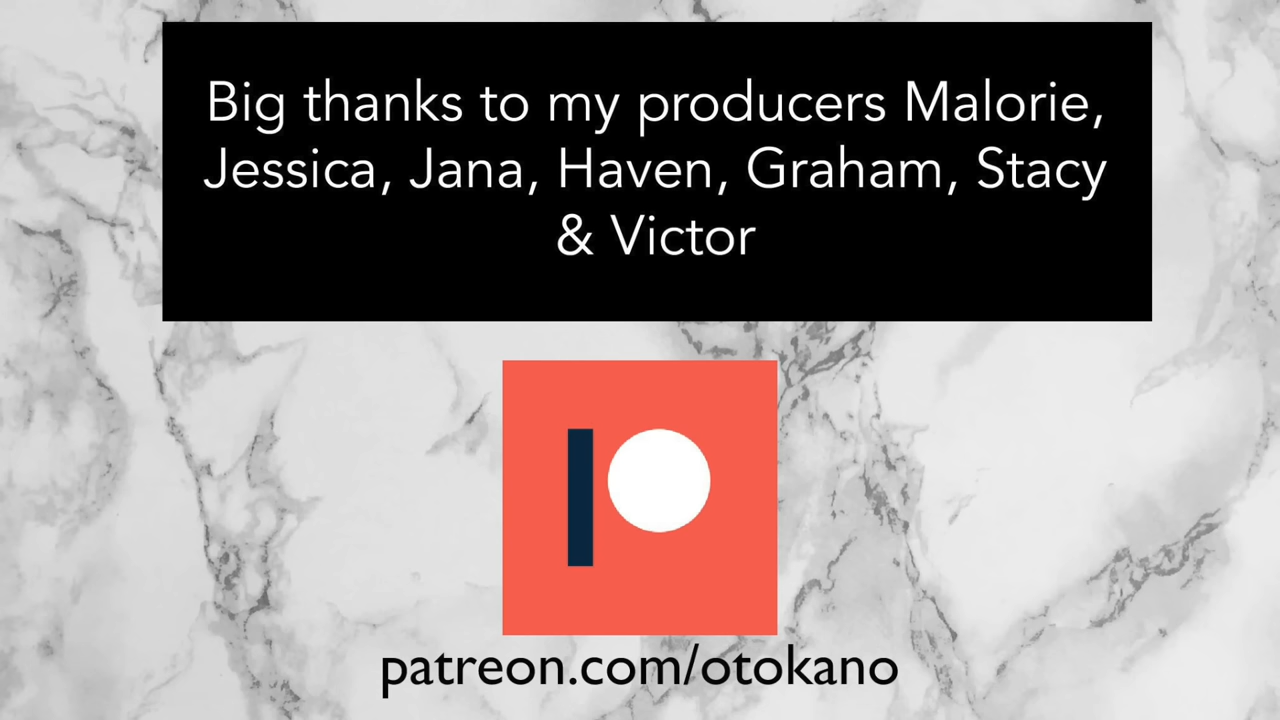 Big thanks to my producers Malorie,
Jessica, Jana, Haven, Graham, Stacy
& Victor
patreon.com/otokano